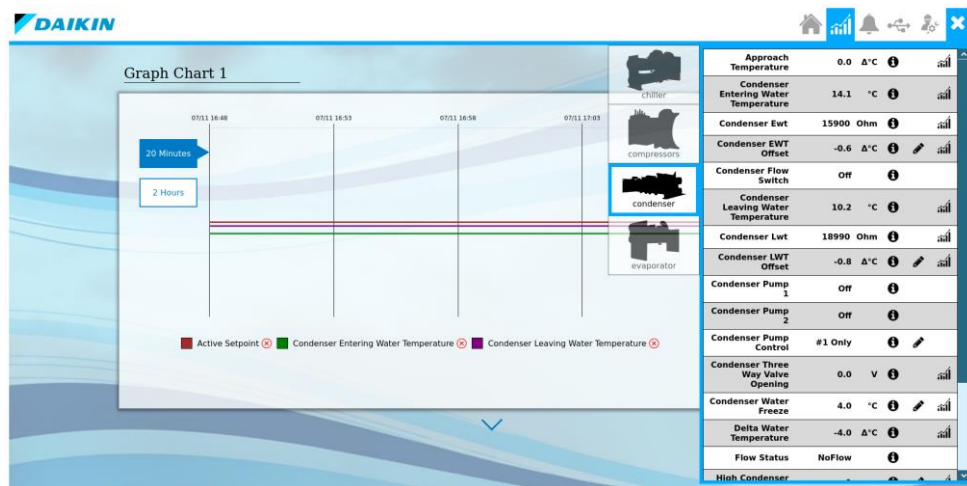 DAIKIN
Graph Chart 1
07/11 16:48
07/11 16:53
07/11 16:58
07/11 17:03
20 Minutes
2 Hours
Active Setpoint
Condenser Entering Water Temperature
Condenser Leaving Water Temperature
chiller
compressors
condenser
evaporator
Approach
Temperature
0.0 Δ°C
Condenser
Entering Water
Temperature
14.1 °C
Condenser Ewt
15900 Ohm
Condenser EWT
Offset
-0.6 Δ°C
Condenser Flow
Switch
Off
Condenser
Leaving Water
Temperature
10.2 °C
Condenser Lwt
18990 Ohm
Condenser LWT
Offset
-0.8 Δ°C
Condenser Pump
1
Off
Condenser Pump
2
Off
Condenser Pump
Control
#1 Only
Condenser Three
Way Valve
Opening
0.0 V
Condenser Water
Freeze
4.0 °C
Delta Water
Temperature
-4.0 Δ°C
Flow Status
NoFlow
High Condenser